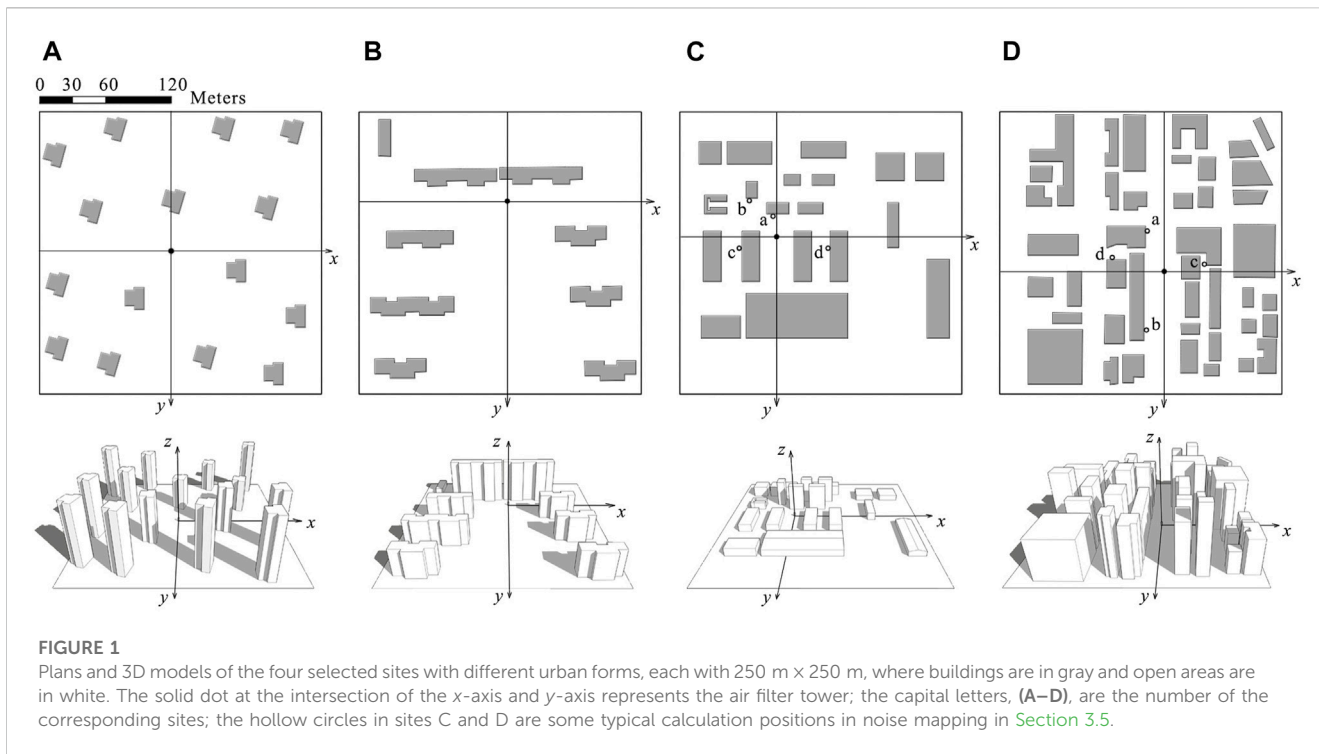 A
B
C
D
0 30 60 120
Meters
x
y
x
y
b
a
c
d
x
y
a
d
c
b
x
y
z
x
y
z
x
y
z
x
y
z
x
y
FIGURE 1
Plans and 3D models of the four selected sites with different urban forms, each with 250 m × 250 m, where buildings are in gray and open areas are
in white. The solid dot at the intersection of the x-axis and y-axis represents the air filter tower; the capital letters, (A–D), are the number of the
corresponding sites; the hollow circles in sites C and D are some typical calculation positions in noise mapping in Section 3.5.